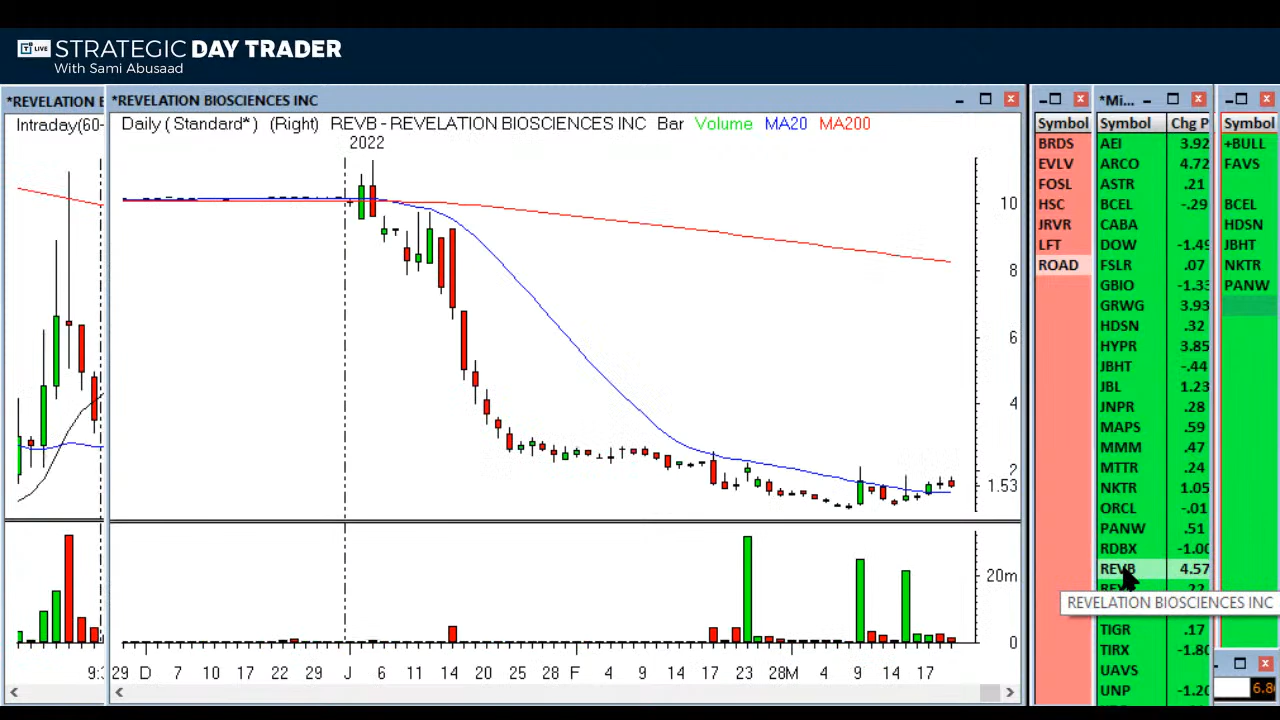 LIVE STRATEGIC DAY TRADER
With Sami Abusaad
*REVELATION B
Intraday(60-
9:3
*REVELATION BIOSCIENCES INC
Daily (Standard*) (Right) REVB - REVELATION BIOSCIENCES INC Bar Volume MA20 MA200
2022
10
8
6
4
2
1.53
20m
0
29 D 7 10 17 22 29 J 6 14 20 25 28 F 4 9 14 17 23 28M 4 9 14 17
Symbol
BRDS
EVLV
FOSL
HSC
JRVR
LFT
ROAD
*Mi...
Symbol Chg P
AEI 3.92
ARCO 4.72
ASTR .21
BCEL -.29
CABA
DOW -1.49
FSLR .07
GBIO -1.33
GRWG 3.93
HDSN .32
HYPR 3.85
JBHT -.44
JBL 1.23
JNPR .28
MAPS .59
MMM .47
MTTR .24
NKTR 1.05
ORCL -.01
PANW .51
RDBX -1.00
REVB 4.57
REVELATION BIOSCIENCES INC
TIGR .17
TIRX -1.80
UAVS
UNP -1.20
Symbol
+BULL
FAVS
BCEL
HDSN
JBHT
NKTR
PANW